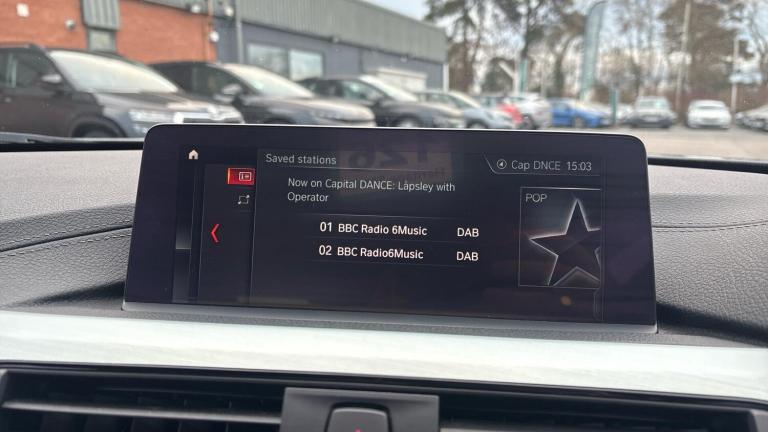 Saved stations
Cap DNCE 15:03
Now on Capital DANCE: Låpsley with
Operator
POP
01 BBC Radio 6Music DAB
02 BBC Radio6Music DAB